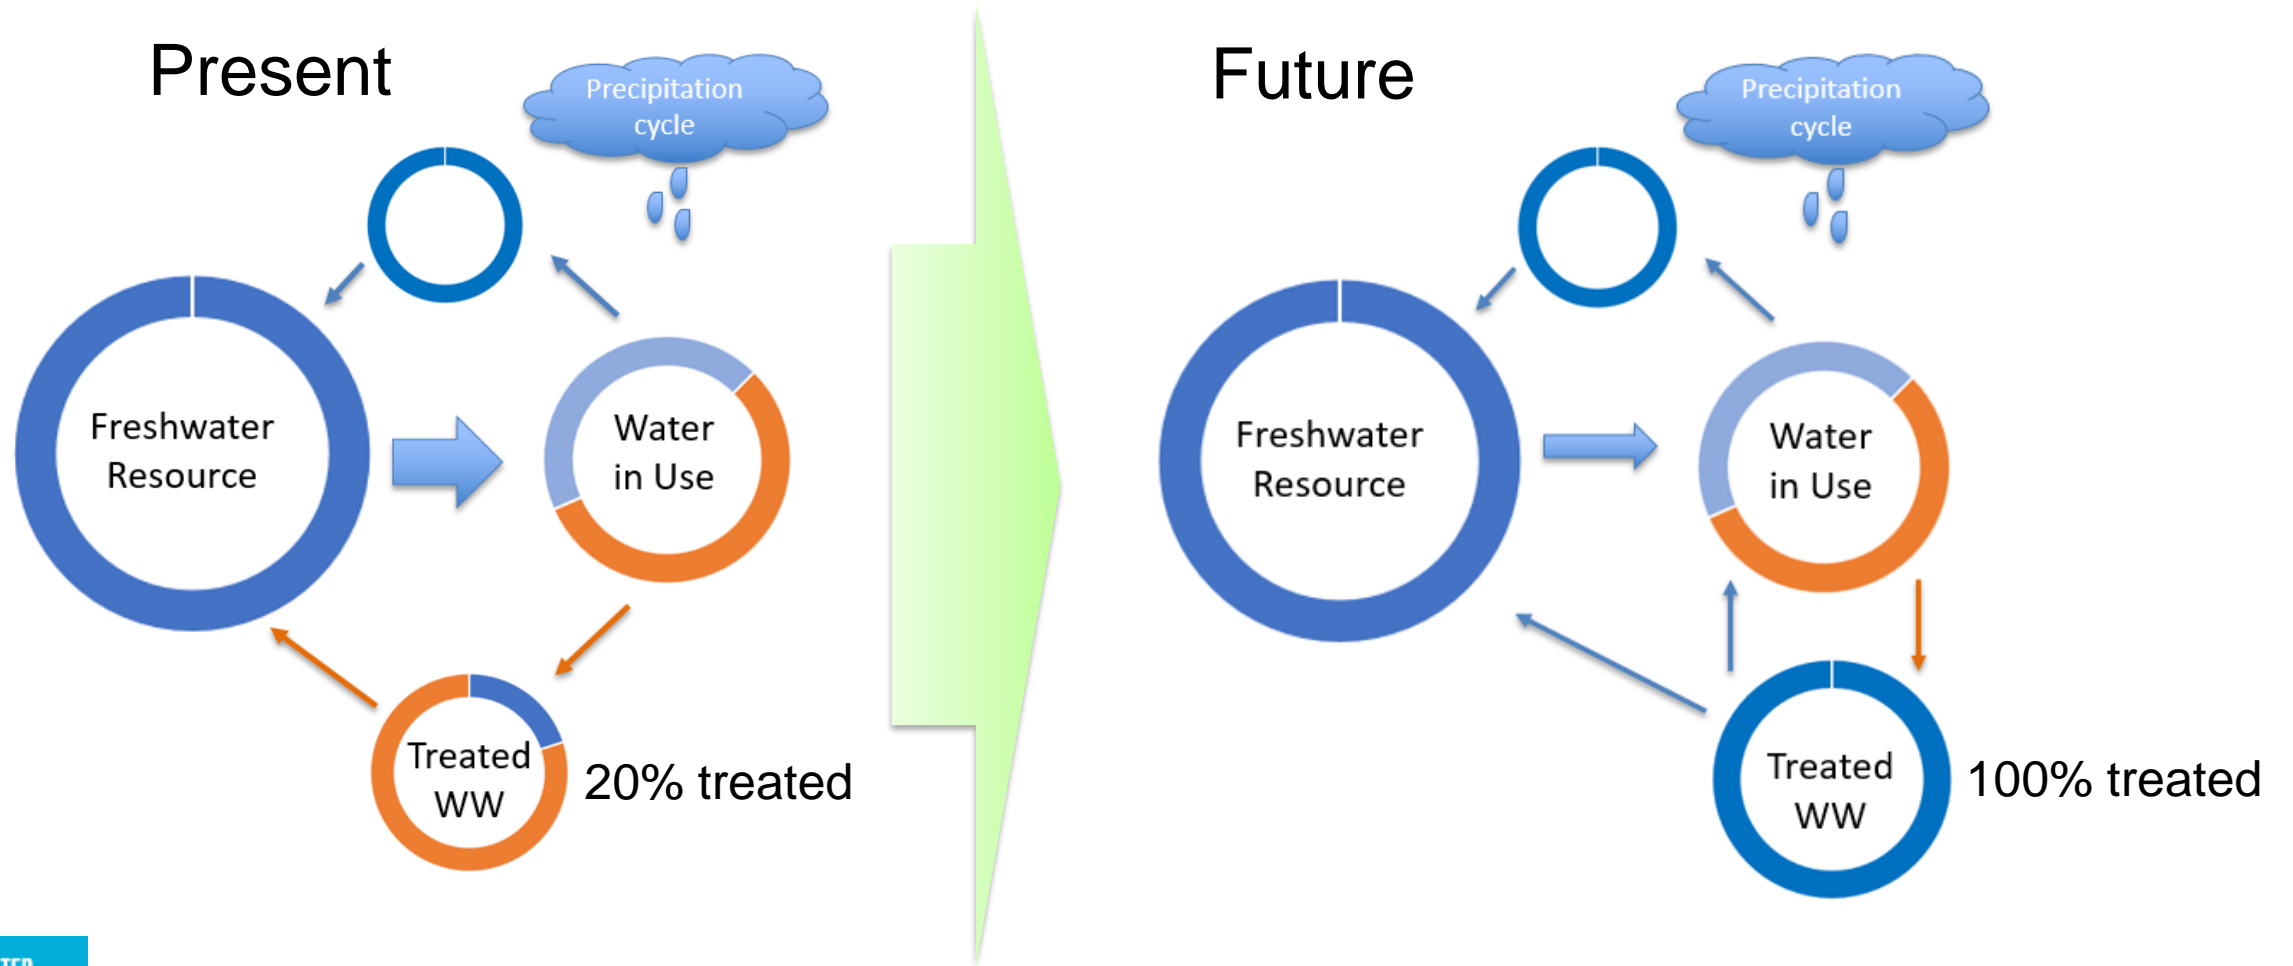 Present
Precipitation
cycle
Freshwater
Resource
Water
in Use
Treated
WW
20% treated
Future
Precipitation
cycle
Freshwater
Resource
Water
in Use
Treated
WW
100% treated